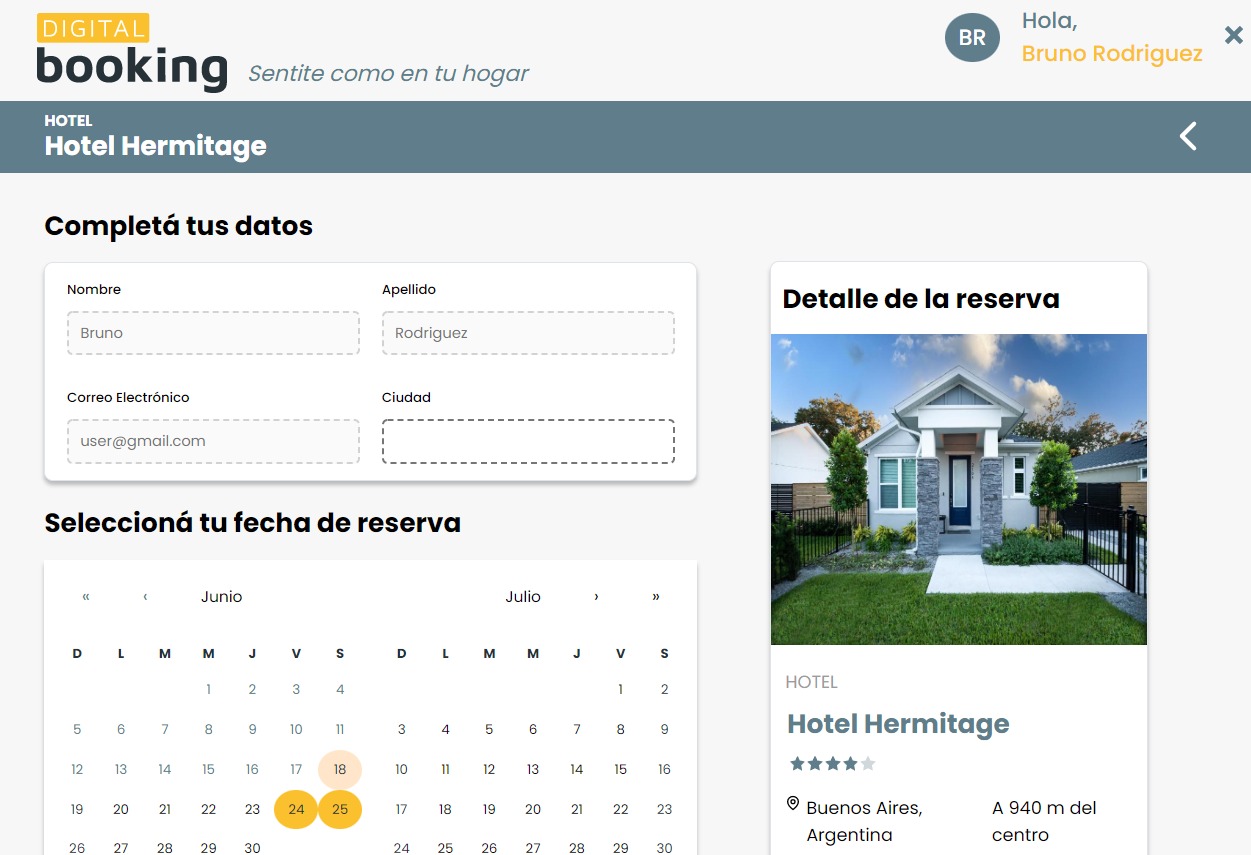 DIGITAL
booking
Sentite como en tu hogar
BR
Hola,
Bruno Rodriguez
HOTEL
Hotel Hermitage
Completá tus datos
Nombre
Apellido
Bruno
Rodriguez
Correo Electrónico
Ciudad
user@gmail.com
Seleccioná tu fecha de reserva
« ‹ Junio Julio › »
D L M M J V S D L M M J V S
1 2 3 4 1 2
5 6 7 8 9 10 11 3 4 5 6 7 8 9
12 13 14 15 16 17 18 10 11 12 13 14 15 16
19 20 21 22 23 24 25 17 18 19 20 21 22 23
26 27 28 29 30 24 25 26 27 28 29 30
Detalle de la reserva
HOTEL
Hotel Hermitage
Buenos Aires,
Argentina
A 940 m del
centro